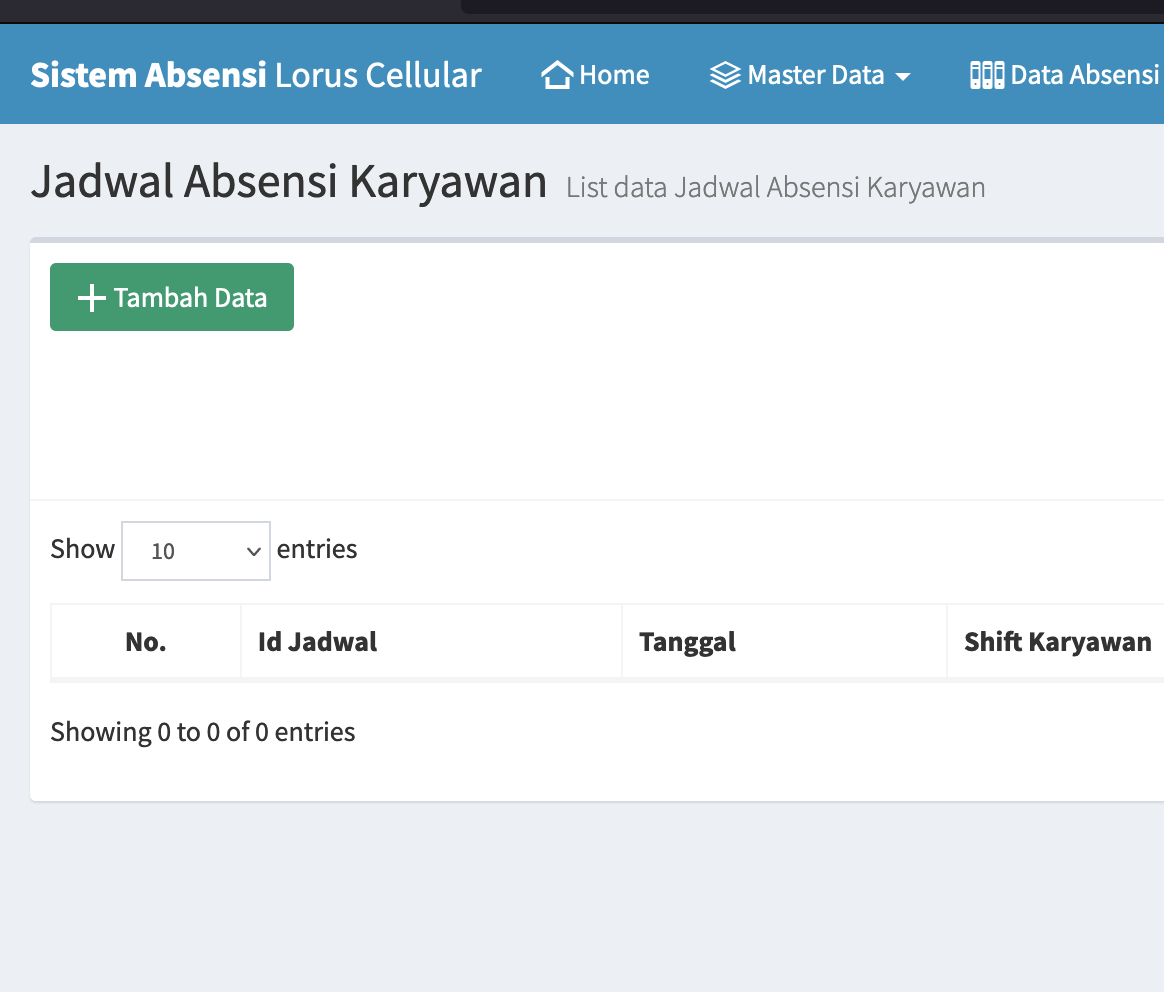 Sistem Absensi Lorus Cellular Home Master Data Data Absensi
Jadwal Absensi Karyawan List data Jadwal Absensi Karyawan
Tambah Data
Show 10 entries
No. Id Jadwal Tanggal Shift Karyawan
Showing 0 to 0 of 0 entries